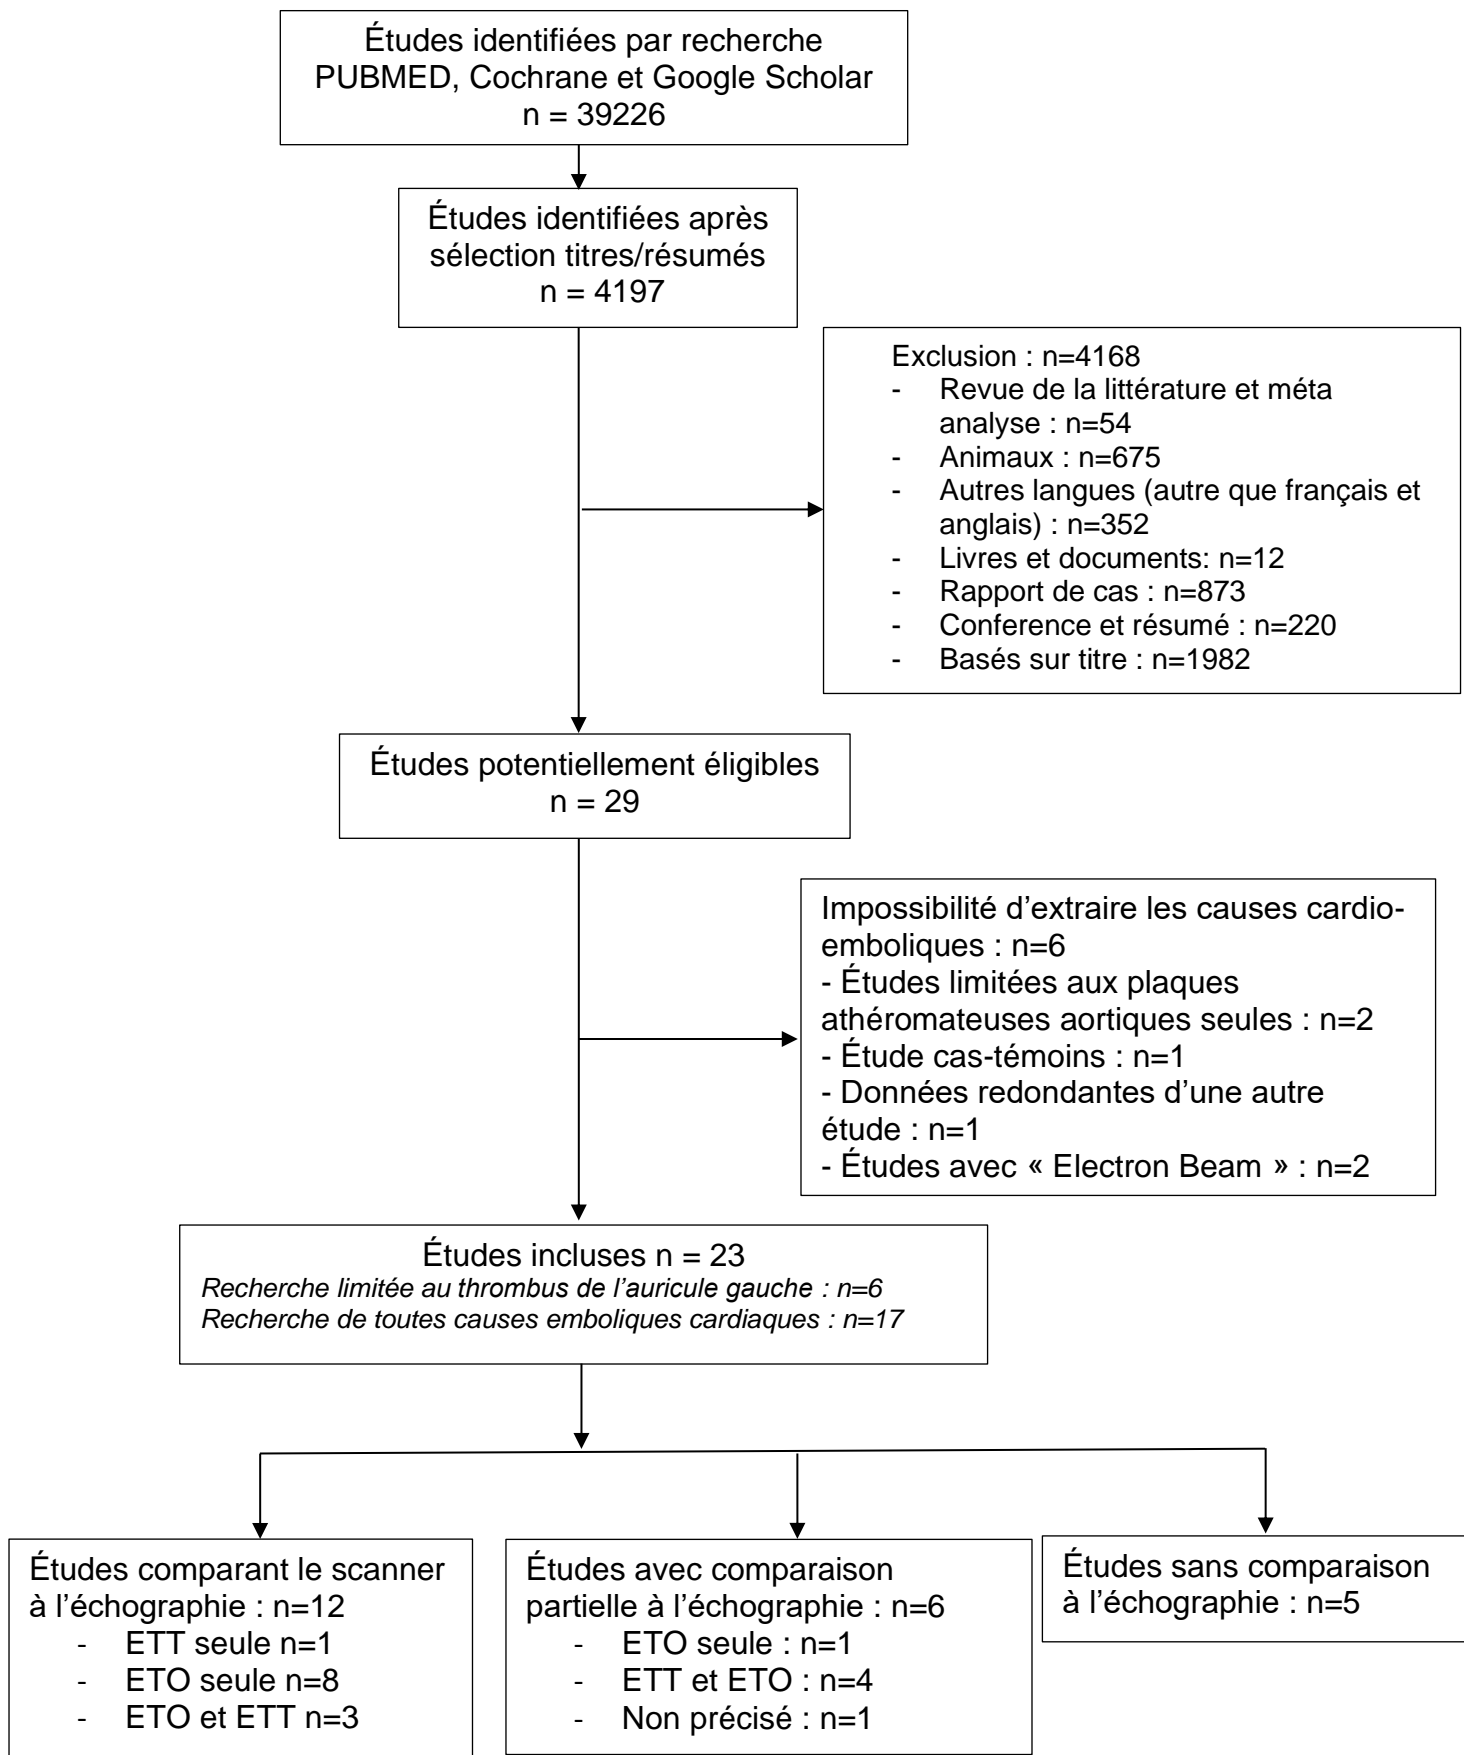 Études identifiées par recherche
PUBMED, Cochrane et Google Scholar
n = 39226
Études identifiées après
sélection titres/résumés
n = 4197
Exclusion : n=4168
- Revue de la littérature et méta
analyse : n=54
- Animaux : n=675
- Autres langues (autre que français et
anglais) : n=352
- Livres et documents: n=12
- Rapport de cas : n=873
- Conference et résumé : n=220
- Basés sur titre : n=1982
Études potentiellement éligibles
n = 29
Impossibilité d’extraire les causes cardio-
emboliques : n=6
- Études limitées aux plaques
athéromateuses aortiques seules : n=2
- Étude cas-témoins : n=1
- Données redondantes d’une autre
étude : n=1
- Études avec « Electron Beam » : n=2
Études incluses n = 23
Recherche limitée au thrombus de l’auricule gauche : n=6
Recherche de toutes causes emboliques cardiaques : n=17
Études comparant le scanner
à l’échographie : n=12
- ETT seule n=1
- ETO seule n=8
- ETO et ETT n=3
Études avec comparaison
partielle à l’échographie : n=6
- ETO seule : n=1
- ETT et ETO : n=4
- Non précisé : n=1
Études sans comparaison
à l’échographie : n=5